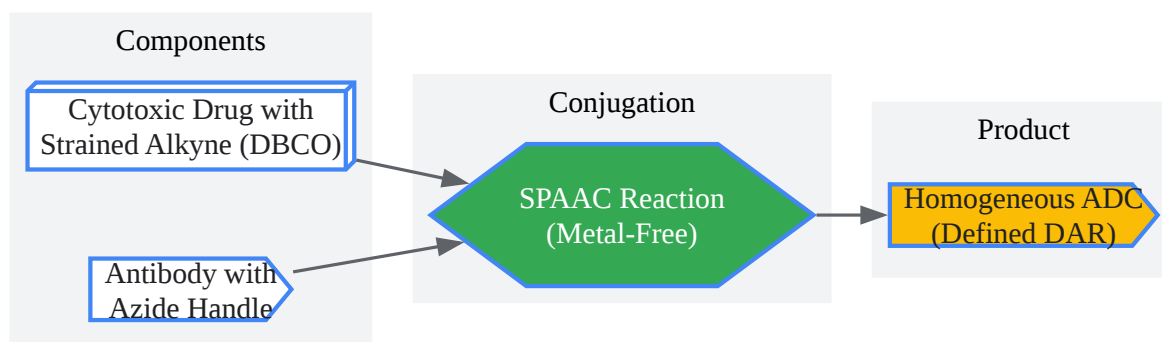 Components
Cytotoxic Drug with
Strained Alkyne (DBCO)
Antibody with
Azide Handle
Conjugation
SPAAC Reaction
(Metal-Free)
Product
Homogeneous ADC
(Defined DAR)